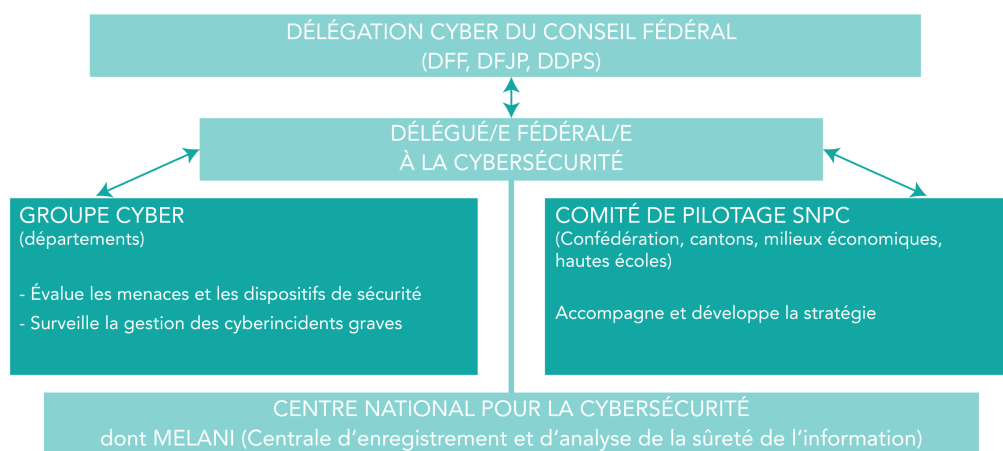 DÉLÉGATION CYBER DU CONSEIL FÉDÉRAL
(DFF, DFJP, DDPS)
DÉLÉGUÉ/E FÉDÉRAL/E
À LA CYBERSÉCURITÉ
GROUPE CYBER
(départements)
- Évalue les menaces et les dispositifs de sécurité
- Surveille la gestion des cyberincidents graves
COMITÉ DE PILOTAGE SNPC
(Confédération, cantons, milieux économiques,
hautes écoles)
Accompagne et développe la stratégie
CENTRE NATIONAL POUR LA CYBERSÉCURITÉ
dont MELANI (Centrale d’enregistrement et d’analyse de la sûreté de l’information)